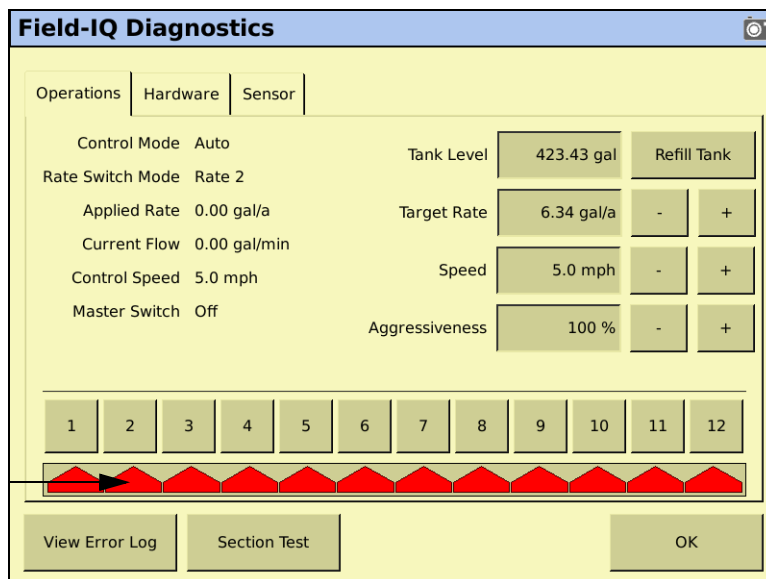 Field-IQ Diagnostics
Operations Hardware Sensor
Control Mode Auto
Rate Switch Mode Rate 2
Applied Rate 0.00 gal/a
Current Flow 0.00 gal/min
Control Speed 5.0 mph
Master Switch Off
Tank Level 423.43 gal Refill Tank
Target Rate 6.34 gal/a - +
Speed 5.0 mph - +
Aggressiveness 100 % - +
1 2 3 4 5 6 7 8 9 10 11 12
View Error Log Section Test OK